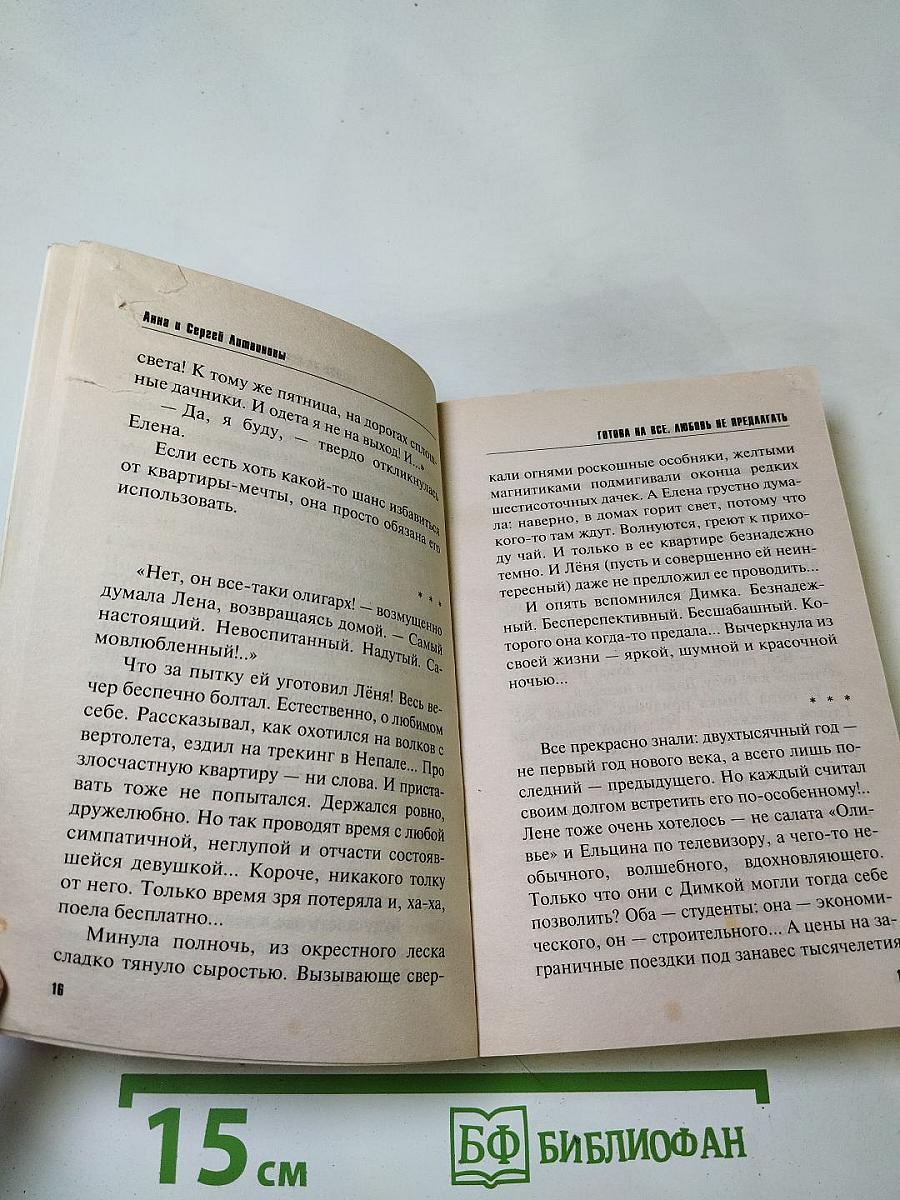 Анна и Сергей Литвиновы
света! К тому же пятница, на дорогах сплош-
ные дачники. И одета я не на выход! И...»
— Да, я буду, — твердо откликнулась
Елена.
Если есть хоть какой-то шанс избавиться
от квартиры-мечты, она просто обязана его
использовать.
* * *
«Нет, он все-таки олигарх! — возмущенно
думала Лена, возвращаясь домой. — Самый
настоящий. Невоспитанный. Надутый. Са-
мовлюбленный!..»
Что за пытку ей уготовил Лёня! Весь ве-
чер беспечно болтал. Естественно, о любимом
себе. Рассказывал, как охотился на волков с
вертолета, ездил на трекинг в Непале... Про
злосчастную квартиру — ни слова. И приста-
вать тоже не попытался. Держался ровно,
дружелюбно. Но так проводят время с любой
симпатичной, неглупой и отчасти состояв-
шейся девушкой... Короче, никакого толку
от него. Только время зря потеряла и, ха-ха,
поела бесплатно...
Минула полночь, из окрестного леска
сладко тянуло сыростью. Вызывающе свер-
16
ГОТОВА НА ВСЕ. ЛЮБОВЬ НЕ ПРЕДЛАГАТЬ
кали огнями роскошные особняки, желтыми
магнитиками подмигивали оконца редких
шестисоточных дачек. А Елена грустно дума-
ла: наверно, в домах горит свет, потому что
кого-то там ждут. Волнуются, греют к прихо-
ду чай. И только в ее квартире безнадежно
темно. И Лёня (пусть и совершенно ей неин-
тересный) даже не предложил ее проводить...
И опять вспомнился Димка. Безнадеж-
ный. Бесперспективный. Бесшабашный. Ко-
торого она когда-то предала... Вычеркнула из
своей жизни — яркой, шумной и красочной
ночью...
* * *
Все прекрасно знали: двухтысячный год —
не первый год нового века, а всего лишь по-
следний — предыдущего. Но каждый считал
своим долгом встретить его по-особенному!..
Лене тоже очень хотелось — не салата «Оли-
вье» и Ельцина по телевизору, а чего-то не-
обычного, волшебного, вдохновляющего.
Только что они с Димкой могли тогда себе
позволить? Оба — студенты: она — экономи-
ческого, он — строительного... А цены на за-
граничные поездки под занавес тысячелетия
15 см
БФ БИБЛИОФАН